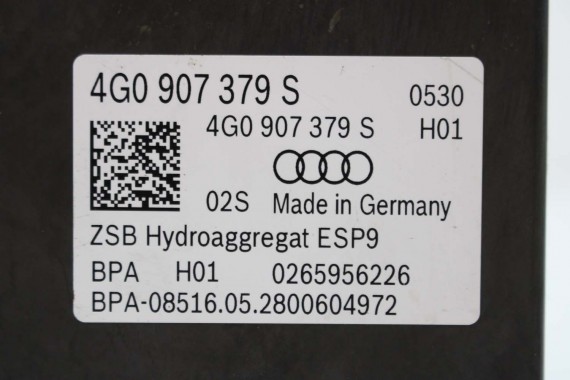 4G0 907 379 S 0530
4G0 907 379 S H01
02S Made in Germany
ZSB Hydroaggregat ESP9
BPA H01 0265956226
BPA-08516.05.2800604972